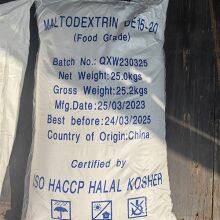 MALTODEXTRIN DE15-20
(Food Grade)
Batch No.: QXW230325
Net Weight:25.0kgs
Gross Weight:25.2kgs
Mfg.Date:25/03/2023
Best before:24/03/2025
Country of Origin:China
Certified by
ISO HACCP HALAL KOSHER